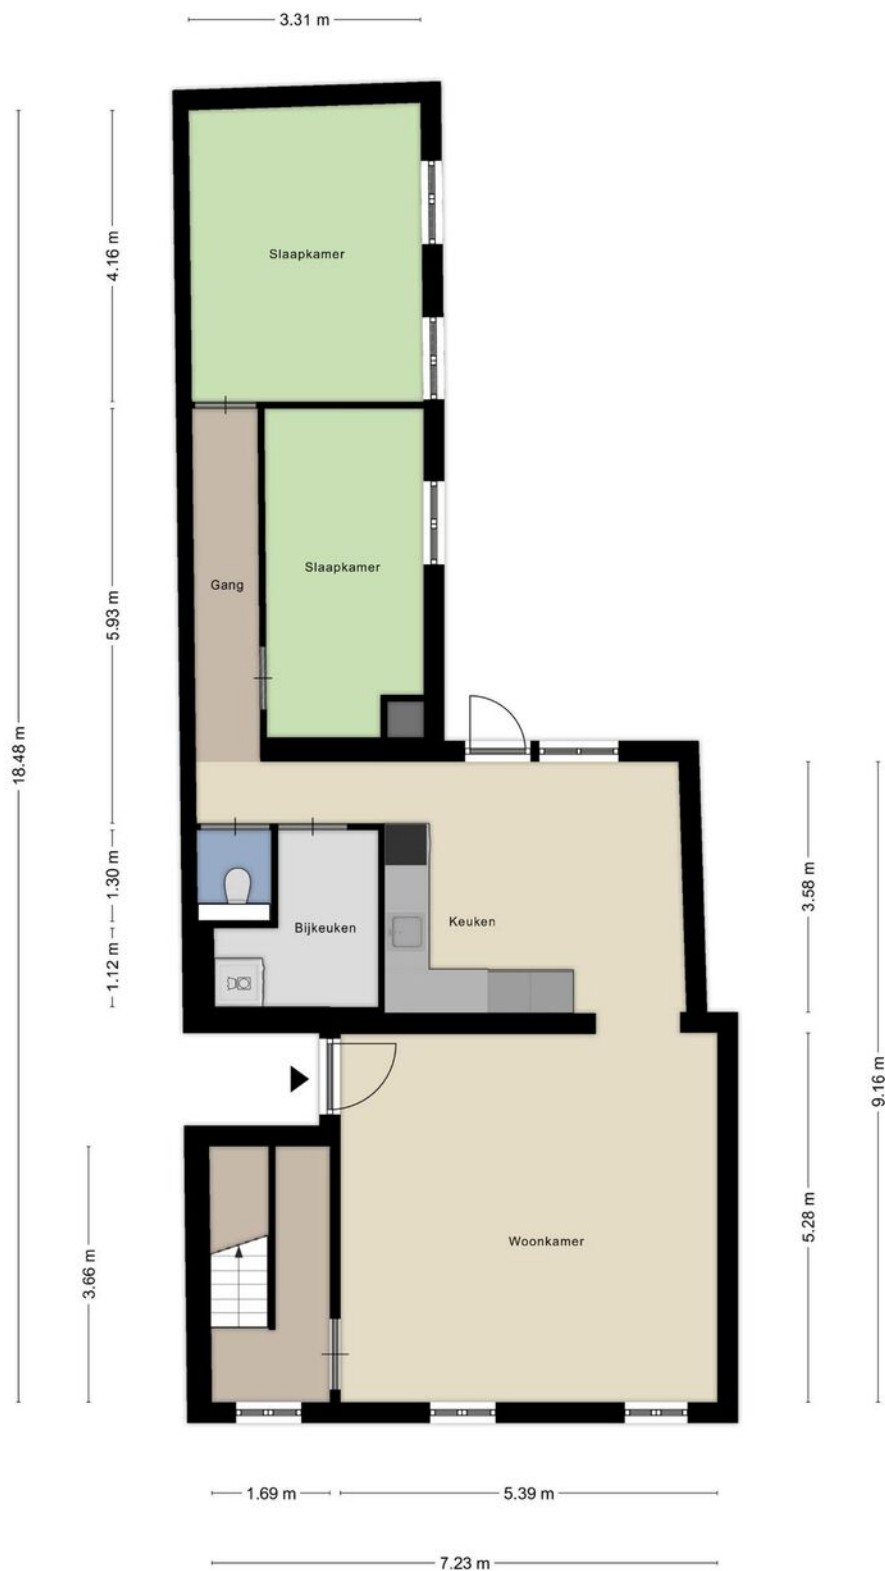 3.31 m
4.16 m
Slaapkamer
18.48 m
5.93 m
Slaapkamer
Gang
1.30 m
1.12 m
Bijkeuken
Keuken
3.58 m
9.16 m
5.28 m
Woonkamer
3.66 m
1.69 m
5.39 m
7.23 m